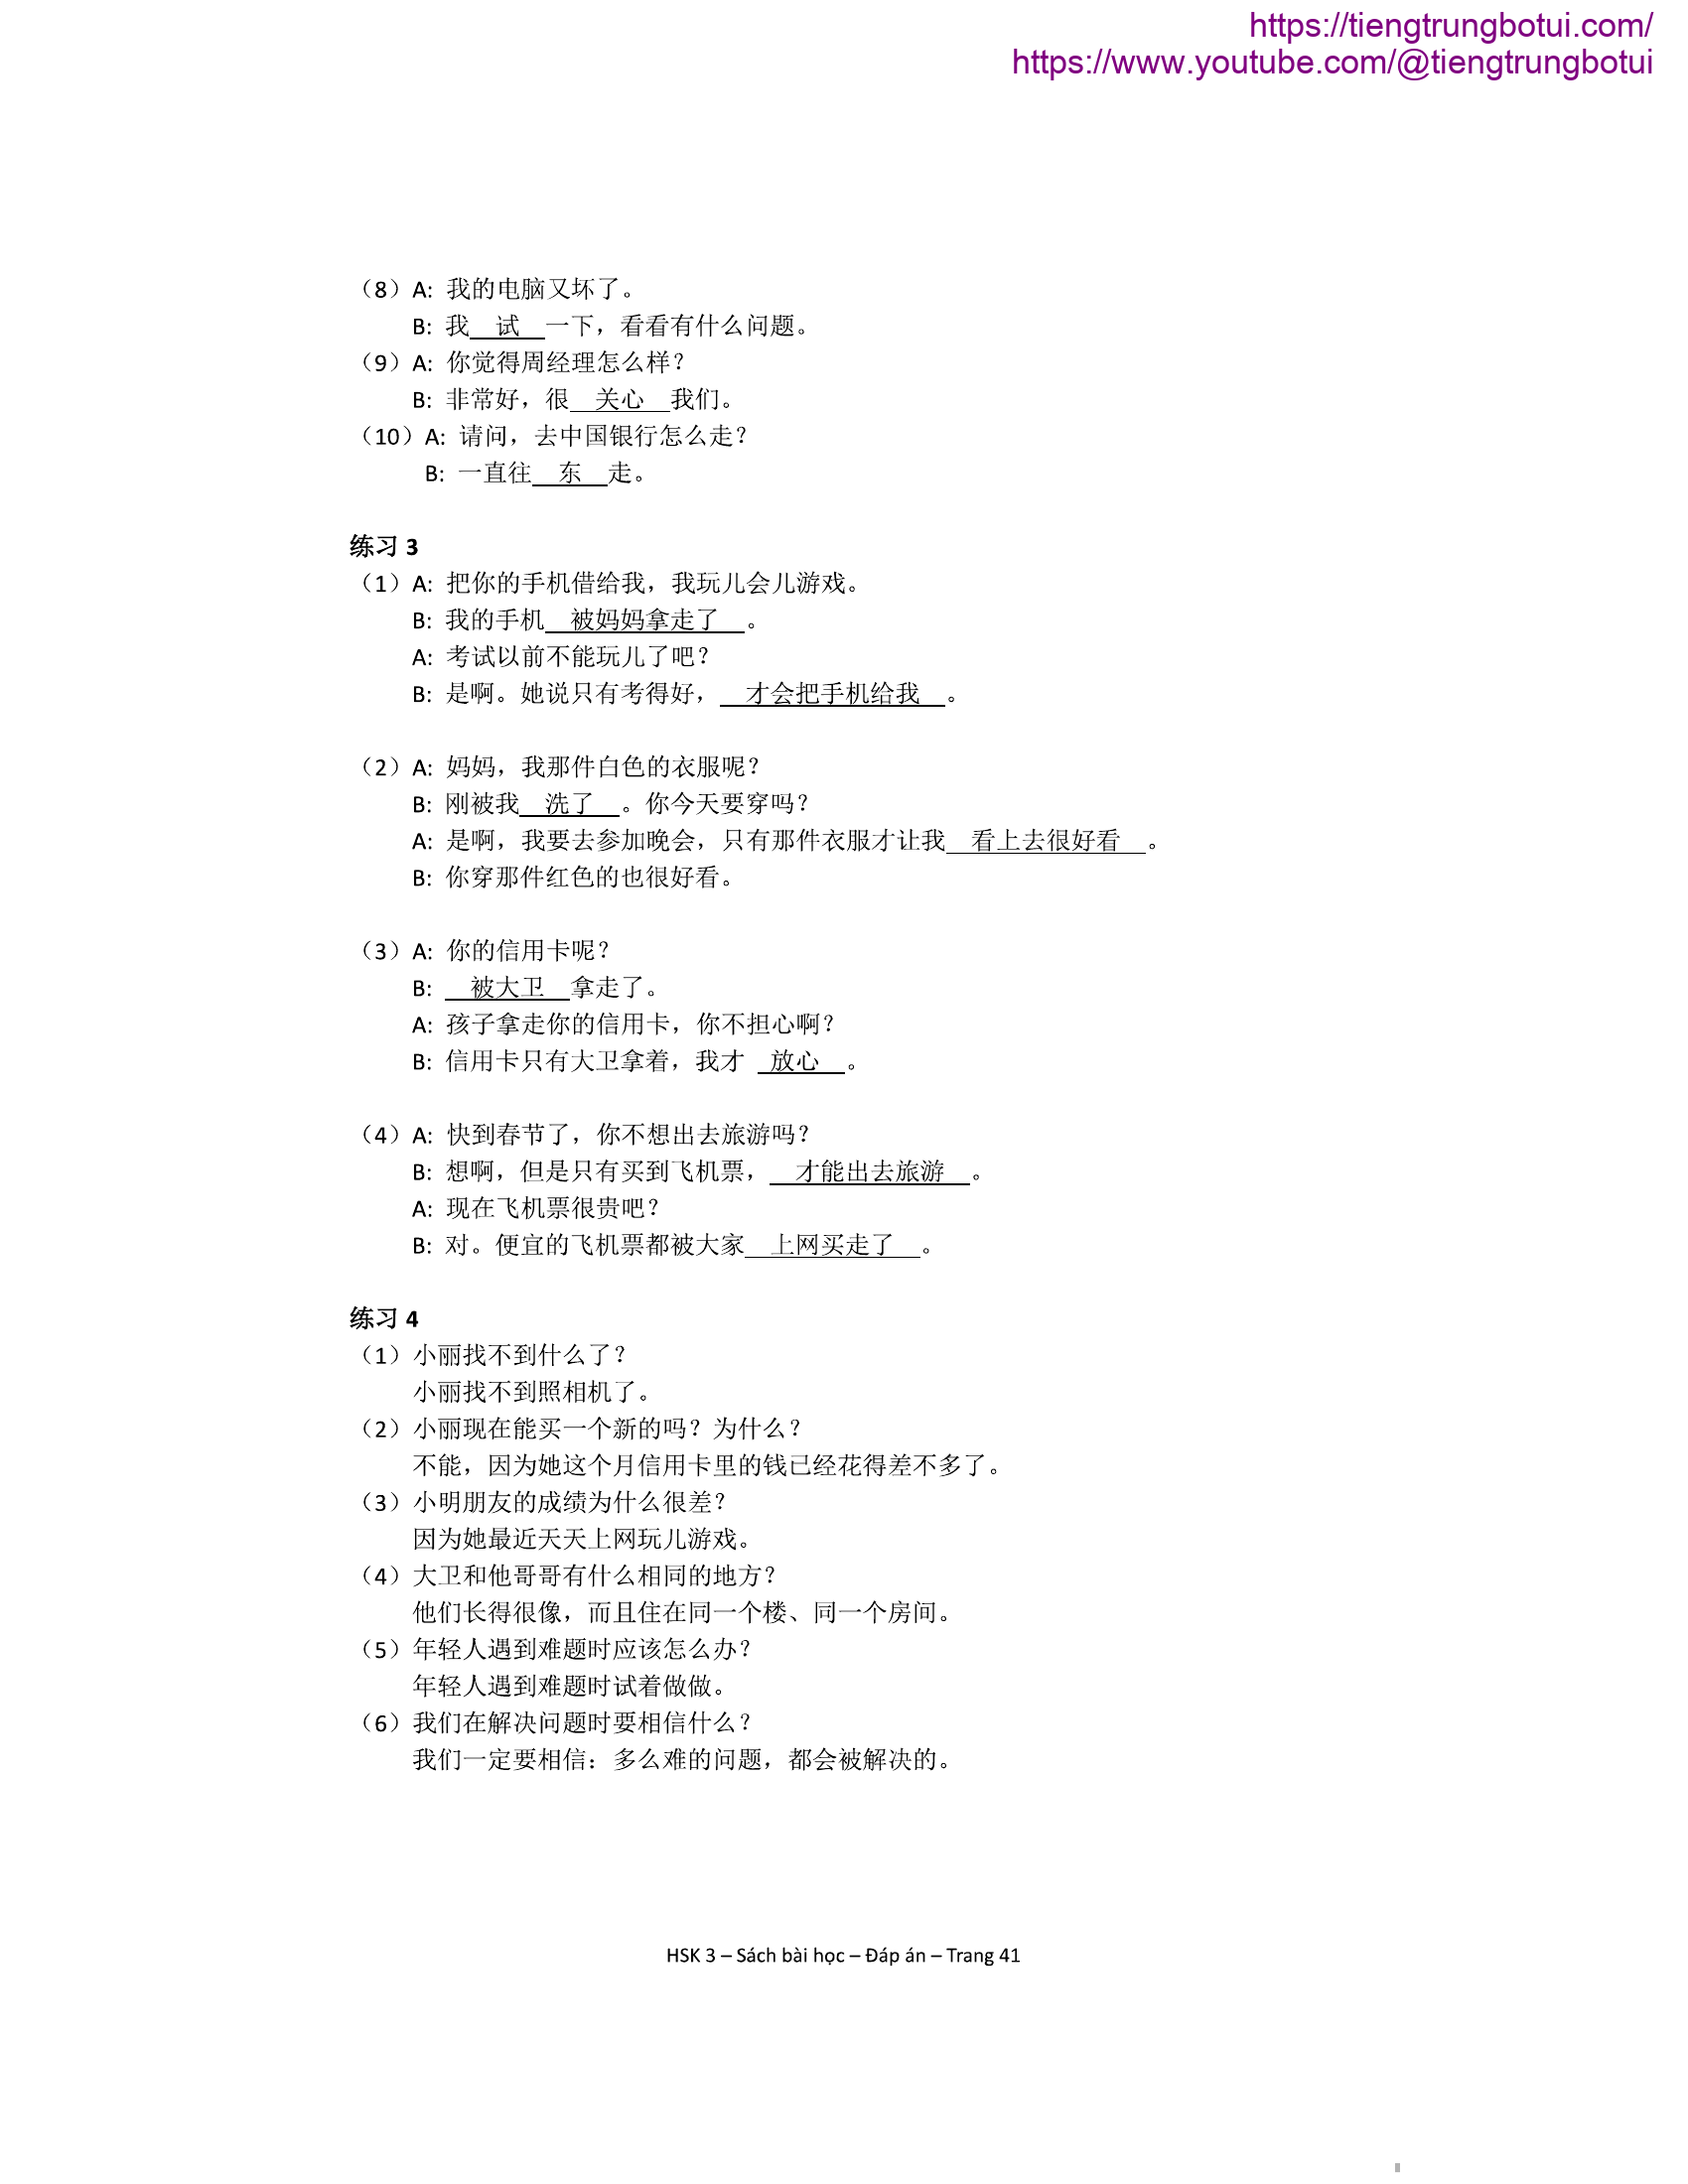 https://tiengtrungbotui.com/
https://www.youtube.com/@tiengtrungbotui
（8）A: 我的电脑又坏了。
B: 我 试 一下，看看有什么问题。
（9）A: 你觉得周经理怎么样？
B: 非常好，很 关心 我们。
（10）A: 请问，去中国银行怎么走？
B: 一直往 东 走。
练习 3
（1）A: 把你的手机借给我，我玩儿会儿游戏。
B: 我的手机 被妈妈拿走了 。
A: 考试以前不能玩儿了吧？
B: 是啊。她说只有考得好， 才会把手机给我 。
（2）A: 妈妈，我那件白色的衣服呢？
B: 刚被我 洗了 。你今天要穿吗？
A: 是啊，我要去参加晚会，只有那件衣服才让我 看上去很好看 。
B: 你穿那件红色的也很好看。
（3）A: 你的信用卡呢？
B: 被大卫 拿走了。
A: 孩子拿走你的信用卡，你不担心啊？
B: 信用卡只有大卫拿着，我才 放心 。
（4）A: 快到春节了，你不想出去旅游吗？
B: 想啊，但是只有买到飞机票， 才能出去旅游 。
A: 现在飞机票很贵吧？
B: 对。便宜的飞机票都被大家 上网买走了 。
练习 4
（1）小丽找不到什么了？
小丽找不到照相机了。
（2）小丽现在能买一个新的吗？为什么？
不能，因为她这个月信用卡里的钱已经花得差不多了。
（3）小明朋友的成绩为什么很差？
因为她最近天天上网玩儿游戏。
（4）大卫和他哥哥有什么相同的地方？
他们长得很像，而且住在同一个楼、同一个房间。
（5）年轻人遇到难题时应该怎么办？
年轻人遇到难题时试着做做。
（6）我们在解决问题时要相信什么？
我们一定要相信：多么难的问题，都会被解决的。
HSK 3 – Sách bài học – Đáp án – Trang 41